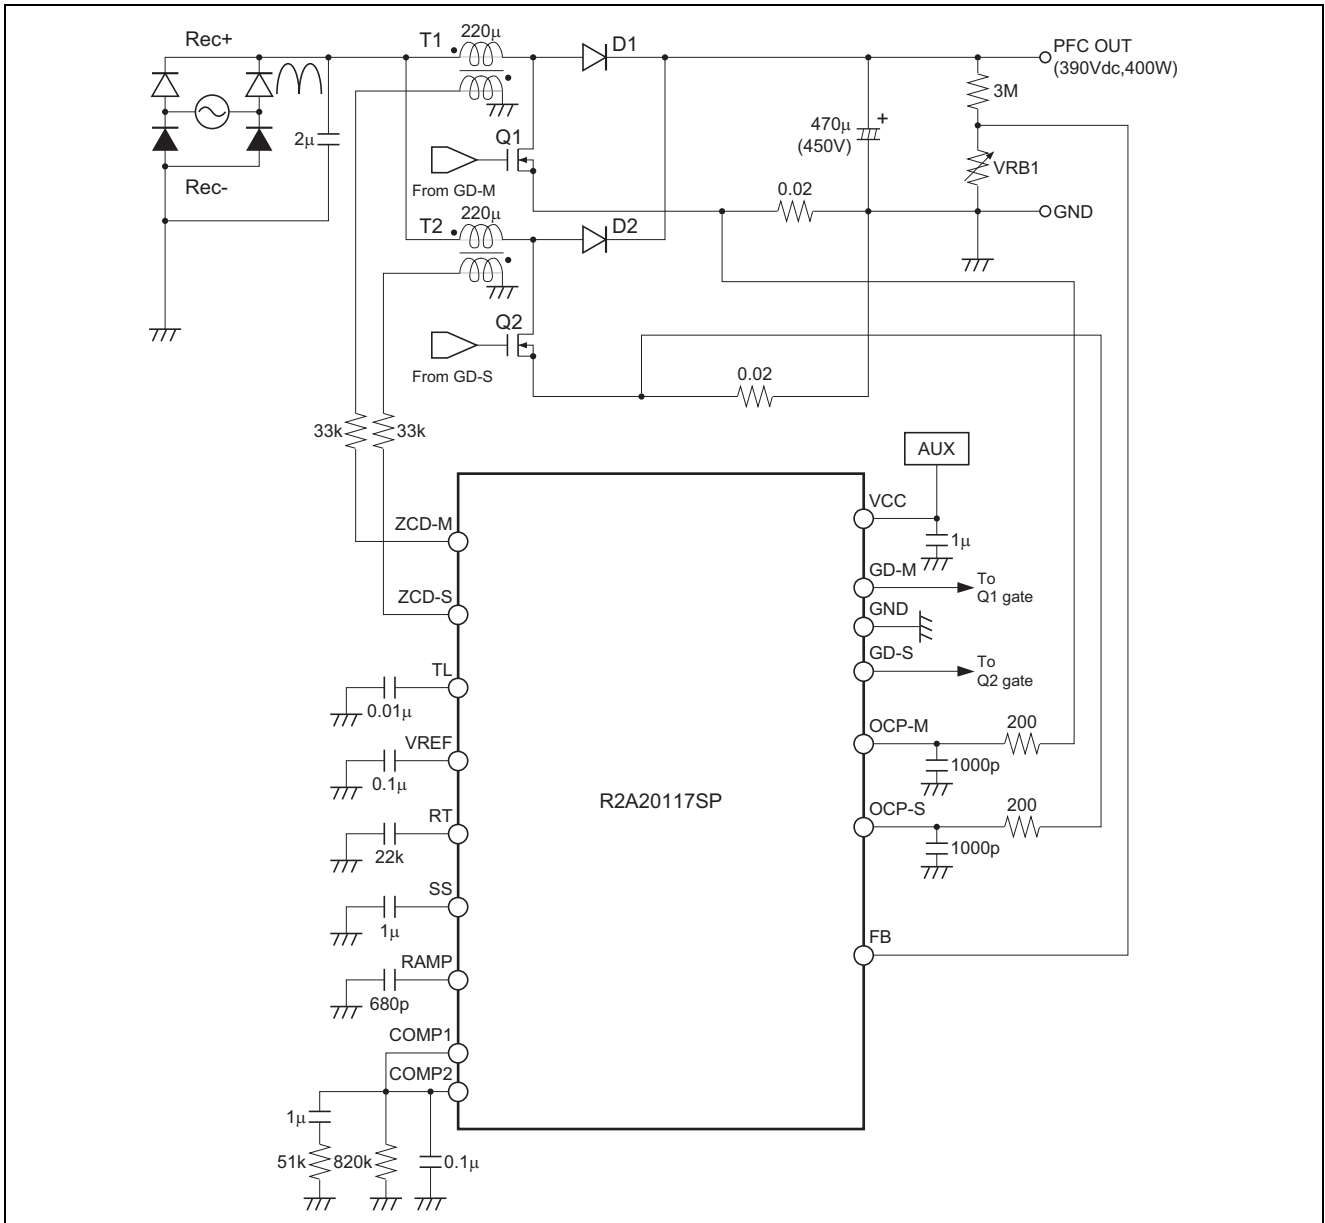 Rec+
Rec-
2μ
T1
220μ
D1
Q1
From GD-M
T2
220μ
D2
Q2
From GD-S
0.02
0.02
470μ
(450V)
+
PFC OUT
(390Vdc,400W)
3M
VRB1
GND
33k
33k
AUX
ZCD-M
ZCD-S
TL
0.01μ
VREF
0.1μ
RT
22k
SS
1μ
RAMP
680p
COMP1
COMP2
1μ
51k
820k
0.1μ
R2A20117SP
VCC
1μ
GD-M
To
Q1 gate
GND
GD-S
To
Q2 gate
OCP-M
200
1000p
OCP-S
200
1000p
FB